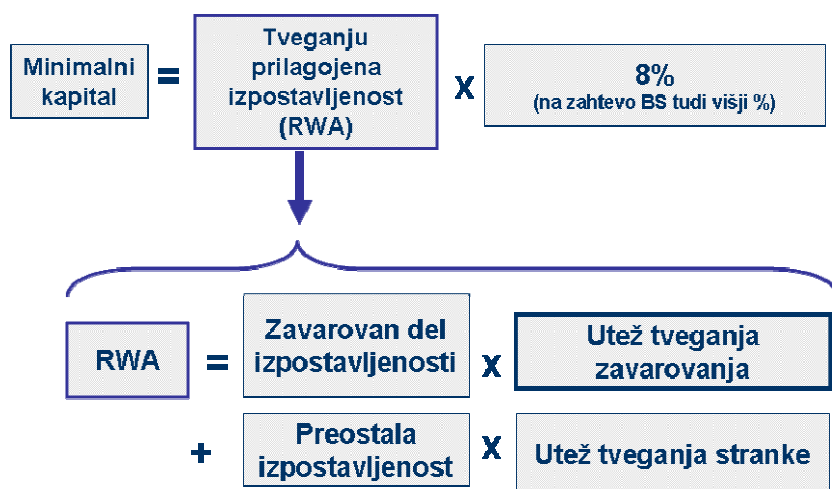 Minimalni
kapital
=
Tveganju
prilagojena
izpostavljenost
(RWA)
x
8%
(na zahtevo BS tudi višji %)
RWA
=
Zavarovan del
izpostavljenosti
x
Utež tveganja
zavarovanja
+
Preostala
izpostavljenost
x
Utež tveganja stranke